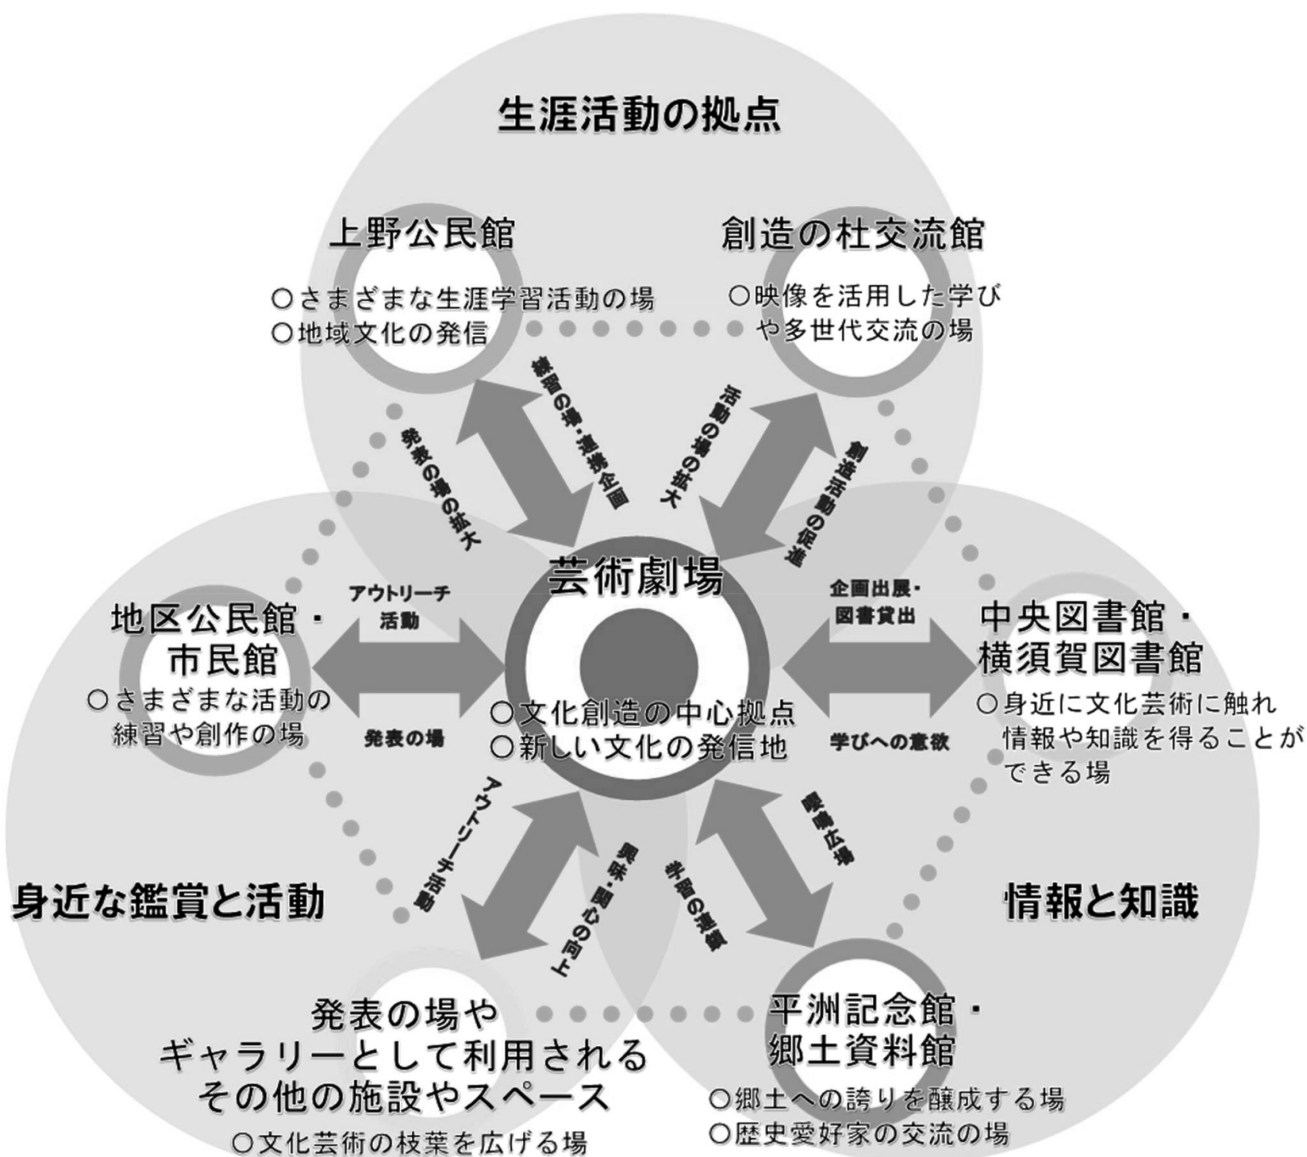 生涯活動の拠点
上野公民館
○さまざまな生涯学習活動の場
○地域文化の発信
創造の杜交流館
○映像を活用した学び
や多世代交流の場
練習の場・連携企画
発表の場の拡大
活動の場の拡大
創造活動の促進
芸術劇場
○文化創造の中心拠点
○新しい文化の発信地
アウトリーチ
活動
発表の場
地区公民館・
市民館
○さまざまな活動の
練習や創作の場
企画出展・
図書貸出
学びへの意欲
中央図書館・
横須賀図書館
○身近に文化芸術に触れ
情報や知識を得ることが
できる場
アウトリーチ活動
興味・関心の向上
学習の連鎖
嚶鳴広場
身近な鑑賞と活動
情報と知識
発表の場や
ギャラリーとして利用される
その他の施設やスペース
○文化芸術の枝葉を広げる場
平洲記念館・
郷土資料館
○郷土への誇りを醸成する場
○歴史愛好家の交流の場